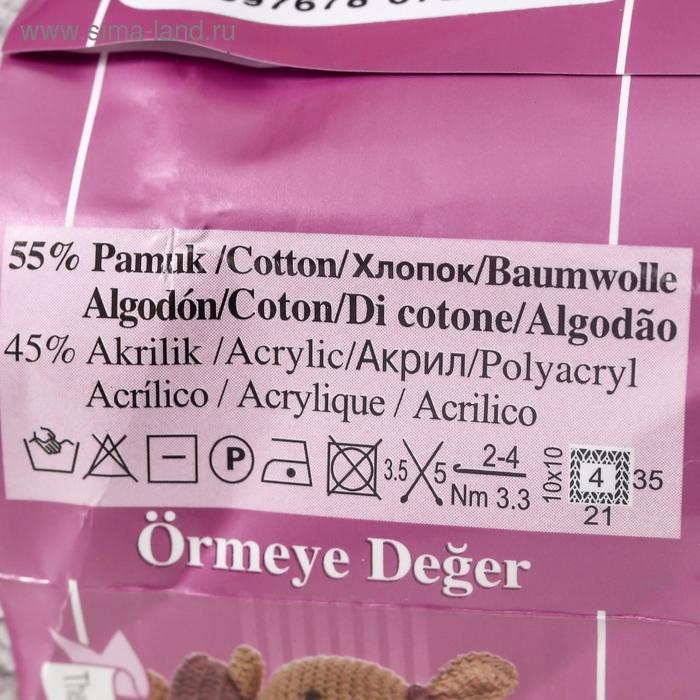 www.sima-land.ru
55% Pamuk /Cotton/Хлопок/Baumwolle
Algodón/Coton/Di cotone/Algodão
45% Akrilik /Acrylic/Акрил/Polyacryl
Acrílico / Acrylique / Acrilico
P 3.5 5 2-4 10x10 4 35
Nm 3.3 21
Örmeye Değer